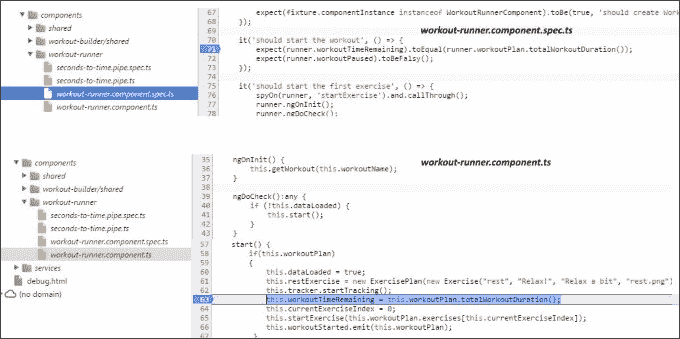 components
shared
workout-builder/shared
workout-runner
seconds-to-time.pipe.spec.ts
seconds-to-time.pipe.ts
workout-runner.component.spec.ts
workout-runner.component.ts
67 expect(fixture.componentInstance instanceof WorkoutRunnerComponent).toBe(true, 'should create Work
68 });
workout-runner.component.spec.ts
69
70 it('should start the workout', () => {
71 expect(runner.workoutTimeRemaining).toEqual(runner.workoutPlan.totalWorkoutDuration());
72 expect(runner.workoutPaused).toBeFalsy();
73 });
74
75 it('should start the first exercise', () => {
76 spyOn(runner, 'startExercise').and.callThrough();
77 runner.ngOnInit();
78 runner.ngDoCheck();
components
shared
workout-builder/shared
workout-runner
seconds-to-time.pipe.spec.ts
seconds-to-time.pipe.ts
workout-runner.component.spec.ts
workout-runner.component.ts
services
debug.html
(no domain)
workout-runner.component.ts
35 ngOnInit() {
36 this.getWorkout(this.workoutName);
37 }
38
39 ngDoCheck():any {
40 if (!this.dataLoaded) {
41 this.start();
42 }
43 }
57 start() {
58 if(this.workoutPlan)
59 {
60 this.dataLoaded = true;
61 this.restExercise = new ExercisePlan(new Exercise("rest", "Relax!", "Relax a bit", "rest.png")
62 this.tracker.startTracking();
63 this.workoutTimeRemaining = this.workoutPlan.totalWorkoutDuration();
64 this.currentExerciseIndex = 0;
65 this.startExercise(this.workoutPlan.exercises[this.currentExerciseIndex]);
66 this.workoutStarted.emit(this.workoutPlan);